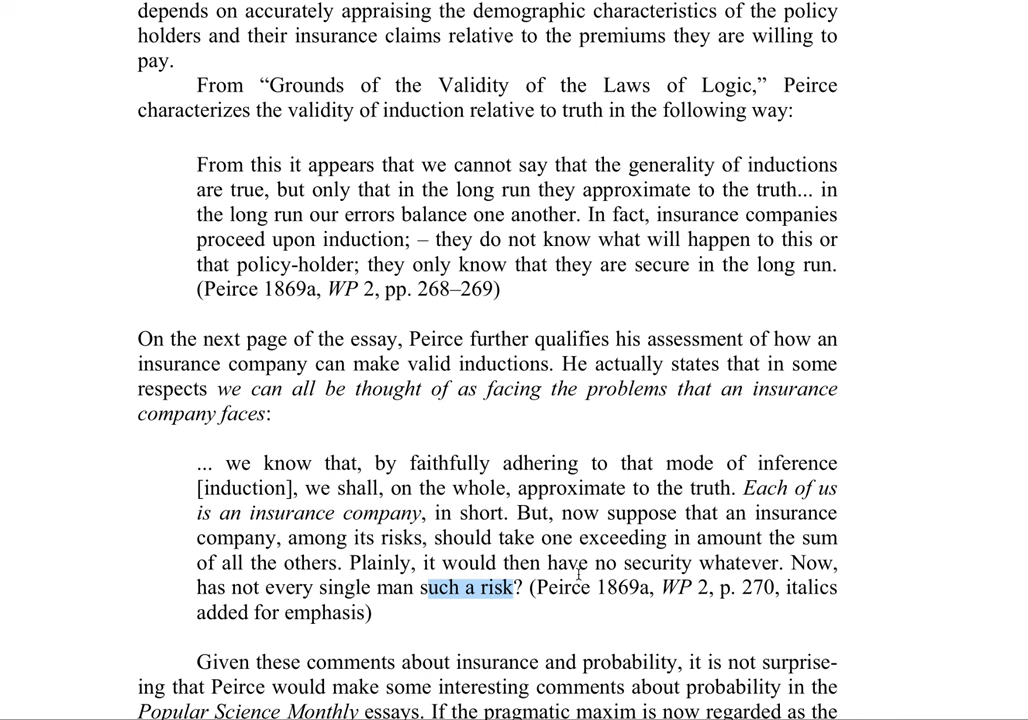 depends on accurately appraising the demographic characteristics of the policy
holders and their insurance claims relative to the premiums they are willing to
pay.
From “Grounds of the Validity of the Laws of Logic,” Peirce
characterizes the validity of induction relative to truth in the following way:
From this it appears that we cannot say that the generality of inductions
are true, but only that in the long run they approximate to the truth... in
the long run our errors balance one another. In fact, insurance companies
proceed upon induction; – they do not know what will happen to this or
that policy-holder; they only know that they are secure in the long run.
(Peirce 1869a, WP 2, pp. 268–269)
On the next page of the essay, Peirce further qualifies his assessment of how an
insurance company can make valid inductions. He actually states that in some
respects we can all be thought of as facing the problems that an insurance
company faces:
... we know that, by faithfully adhering to that mode of inference
[induction], we shall, on the whole, approximate to the truth. Each of us
is an insurance company, in short. But, now suppose that an insurance
company, among its risks, should take one exceeding in amount the sum
of all the others. Plainly, it would then have no security whatever. Now,
has not every single man such a risk? (Peirce 1869a, WP 2, p. 270, italics
added for emphasis)
Given these comments about insurance and probability, it is not surprise-
ing that Peirce would make some interesting comments about probability in the
Popular Science Monthly essays. If the pragmatic maxim is now regarded as the